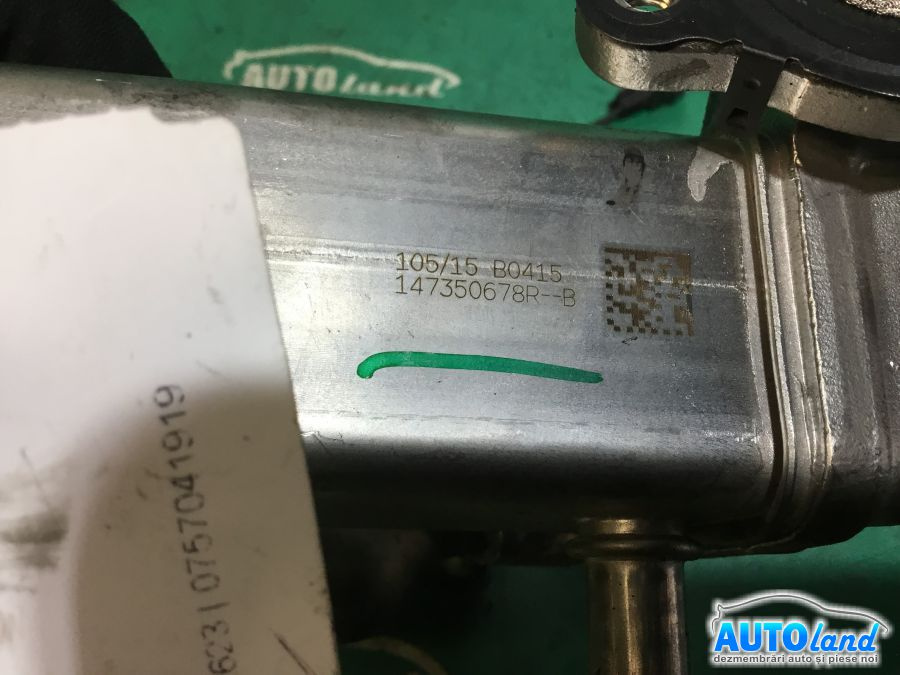 AUTOland
105/15 B0415
147350678R--B
623 | 0757041919
AUTOland
dezmembrări auto și piese noi